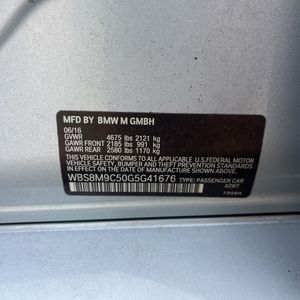 MFD BY BMW M GMBH
06/16
GVWR 4675 lbs 2121 kg
GAWR FRONT 2185 lbs 991 kg
GAWR REAR 2580 lbs 1170 kg
THIS VEHICLE CONFORMS TO ALL APPLICABLE U.S. FEDERAL MOTOR
VEHICLE SAFETY, BUMPER AND THEFT PREVENTION STANDARDS
IN EFFECT ON THE DATE OF MANUFACTURE SHOWN ABOVE.
WBS8M9C50G5G41676 TYPE: PASSENGER CAR
A29/7